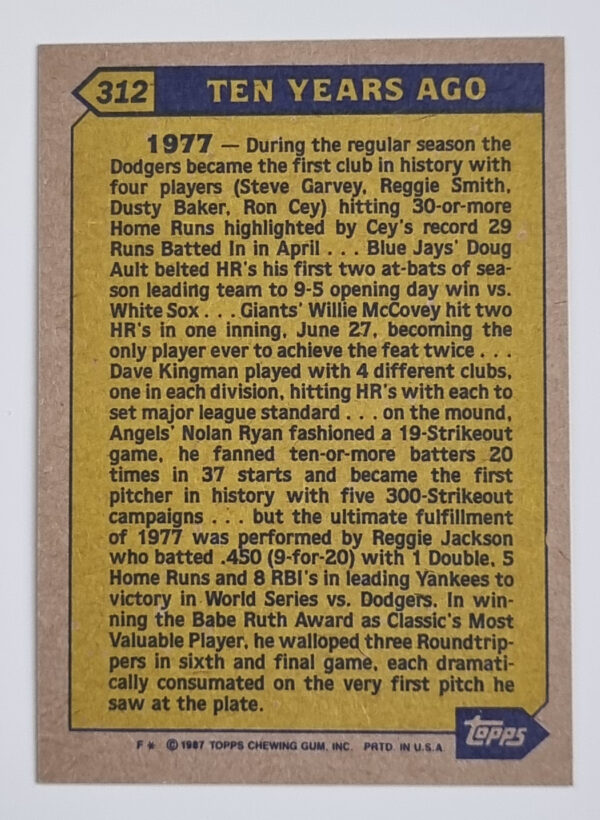 312 TEN YEARS AGO
1977 — During the regular season the
Dodgers became the first club in history with
four players (Steve Garvey, Reggie Smith,
Dusty Baker, Ron Cey) hitting 30-or-more
Home Runs highlighted by Cey's record 29
Runs Batted In in April . . . Blue Jays' Doug
Ault belted HR's his first two at-bats of sea-
son leading team to 9-5 opening day win vs.
White Sox . . . Giants' Willie McCovey hit two
HR's in one inning, June 27, becoming the
only player ever to achieve the feat twice . . .
Dave Kingman played with 4 different clubs,
one in each division, hitting HR's with each to
set major league standard . . . on the mound,
Angels' Nolan Ryan fashioned a 19-Strikeout
game, he fanned ten-or-more batters 20
times in 37 starts and became the first
pitcher in history with five 300-Strikeout
campaigns . . . but the ultimate fulfillment
of 1977 was performed by Reggie Jackson
who batted .450 (9-for-20) with 1 Double, 5
Home Runs and 8 RBI's in leading Yankees to
victory in World Series vs. Dodgers. In win-
ning the Babe Ruth Award as Classic's Most
Valuable Player, he walloped three Roundtrip-
pers in sixth and final game, each dramati-
cally consumated on the very first pitch he
saw at the plate.
topps
F* © 1987 TOPPS CHEWING GUM, INC. PRTD. IN U.S.A.